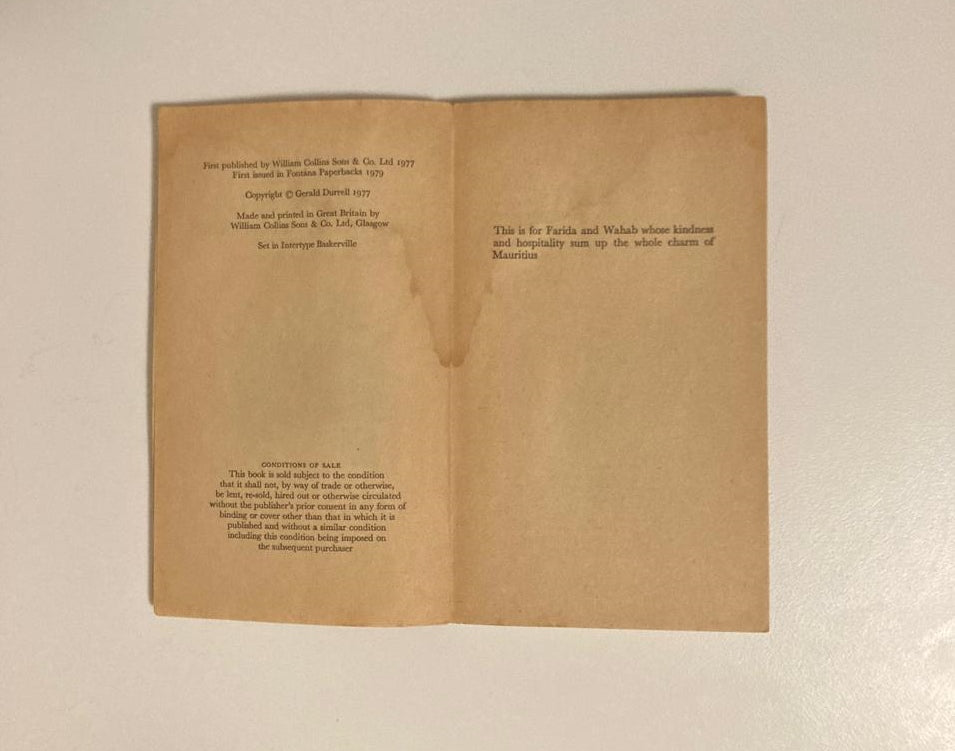 First published by William Collins Sons & Co. Ltd 1977
First issued in Fontana Paperbacks 1979
Copyright © Gerald Durrell 1977
Made and printed in Great Britain by
William Collins Sons & Co. Ltd, Glasgow
Set in Intertype Baskerville
CONDITIONS OF SALE
This book is sold subject to the condition
that it shall not, by way of trade or otherwise,
be lent, re-sold, hired out or otherwise circulated
without the publisher's prior consent in any form of
binding or cover other than that in which it is
published and without a similar condition
including this condition being imposed on
the subsequent purchaser
This is for Farida and Wahab whose kindness
and hospitality sum up the whole charm of
Mauritius